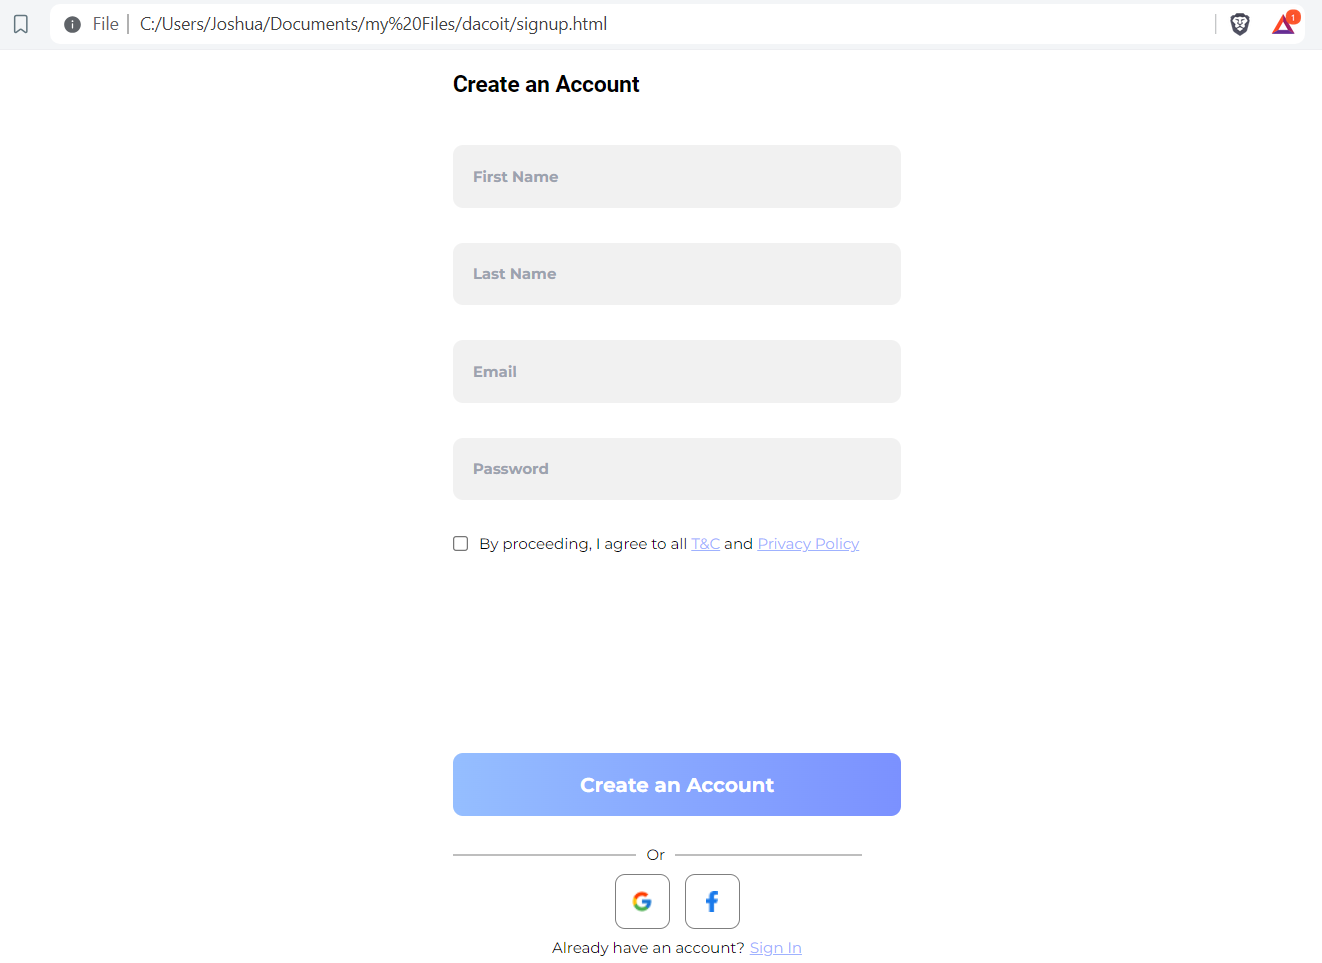 File C:/Users/Joshua/Documents/my%20Files/dacoit/signup.html
1
Create an Account
First Name
Last Name
Email
Password
By proceeding, I agree to all T&C and Privacy Policy
Create an Account
Or
Already have an account? Sign In